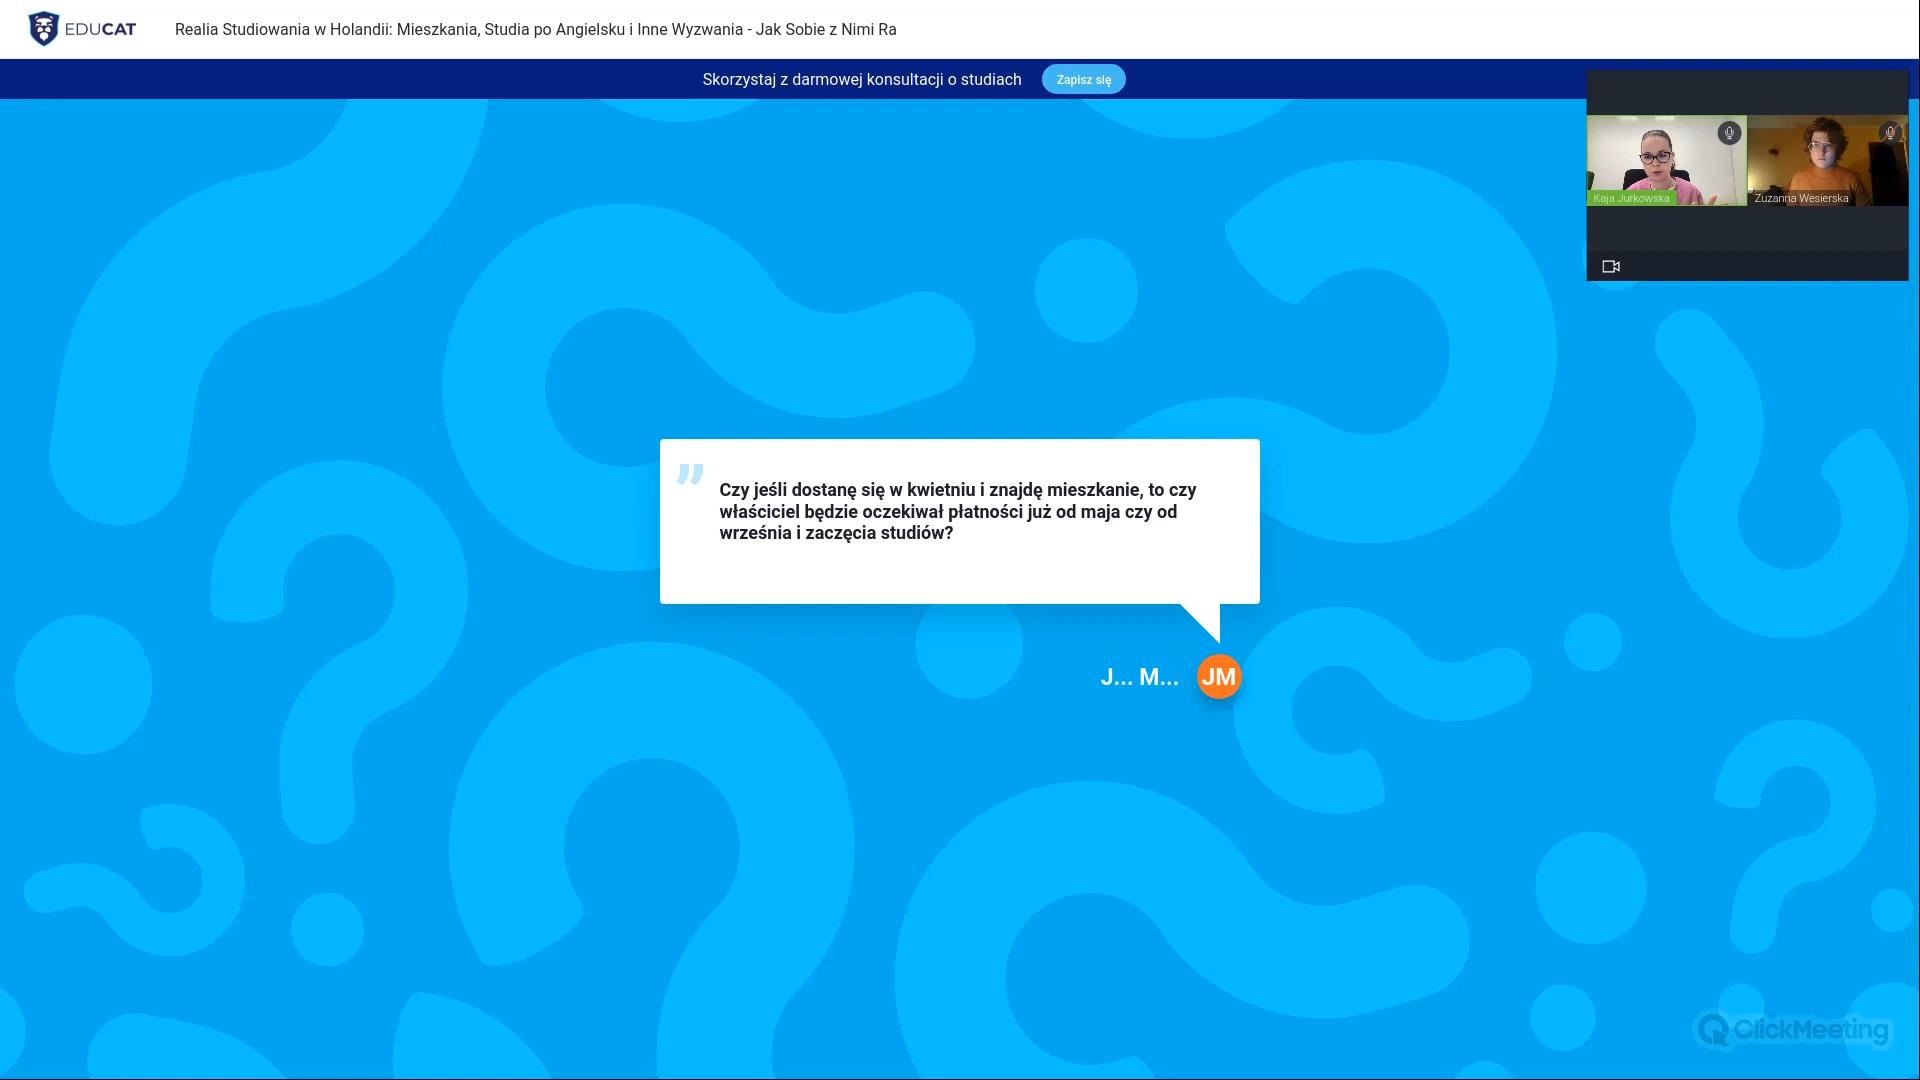 EDUCAT
Realia Studiowania w Holandii: Mieszkania, Studia po Angielsku i Inne Wyzwania - Jak Sobie z Nimi Ra
Skorzystaj z darmowej konsultacji o studiach
Zapisz się
Kaja Jurkowska
Zuzanna Wesierska
Czy jeśli dostanę się w kwietniu i znajdę mieszkanie, to czy
właściciel będzie oczekiwał płatności już od maja czy od
września i zaczęcia studiów?
J... M...
JM
ClickMeeting